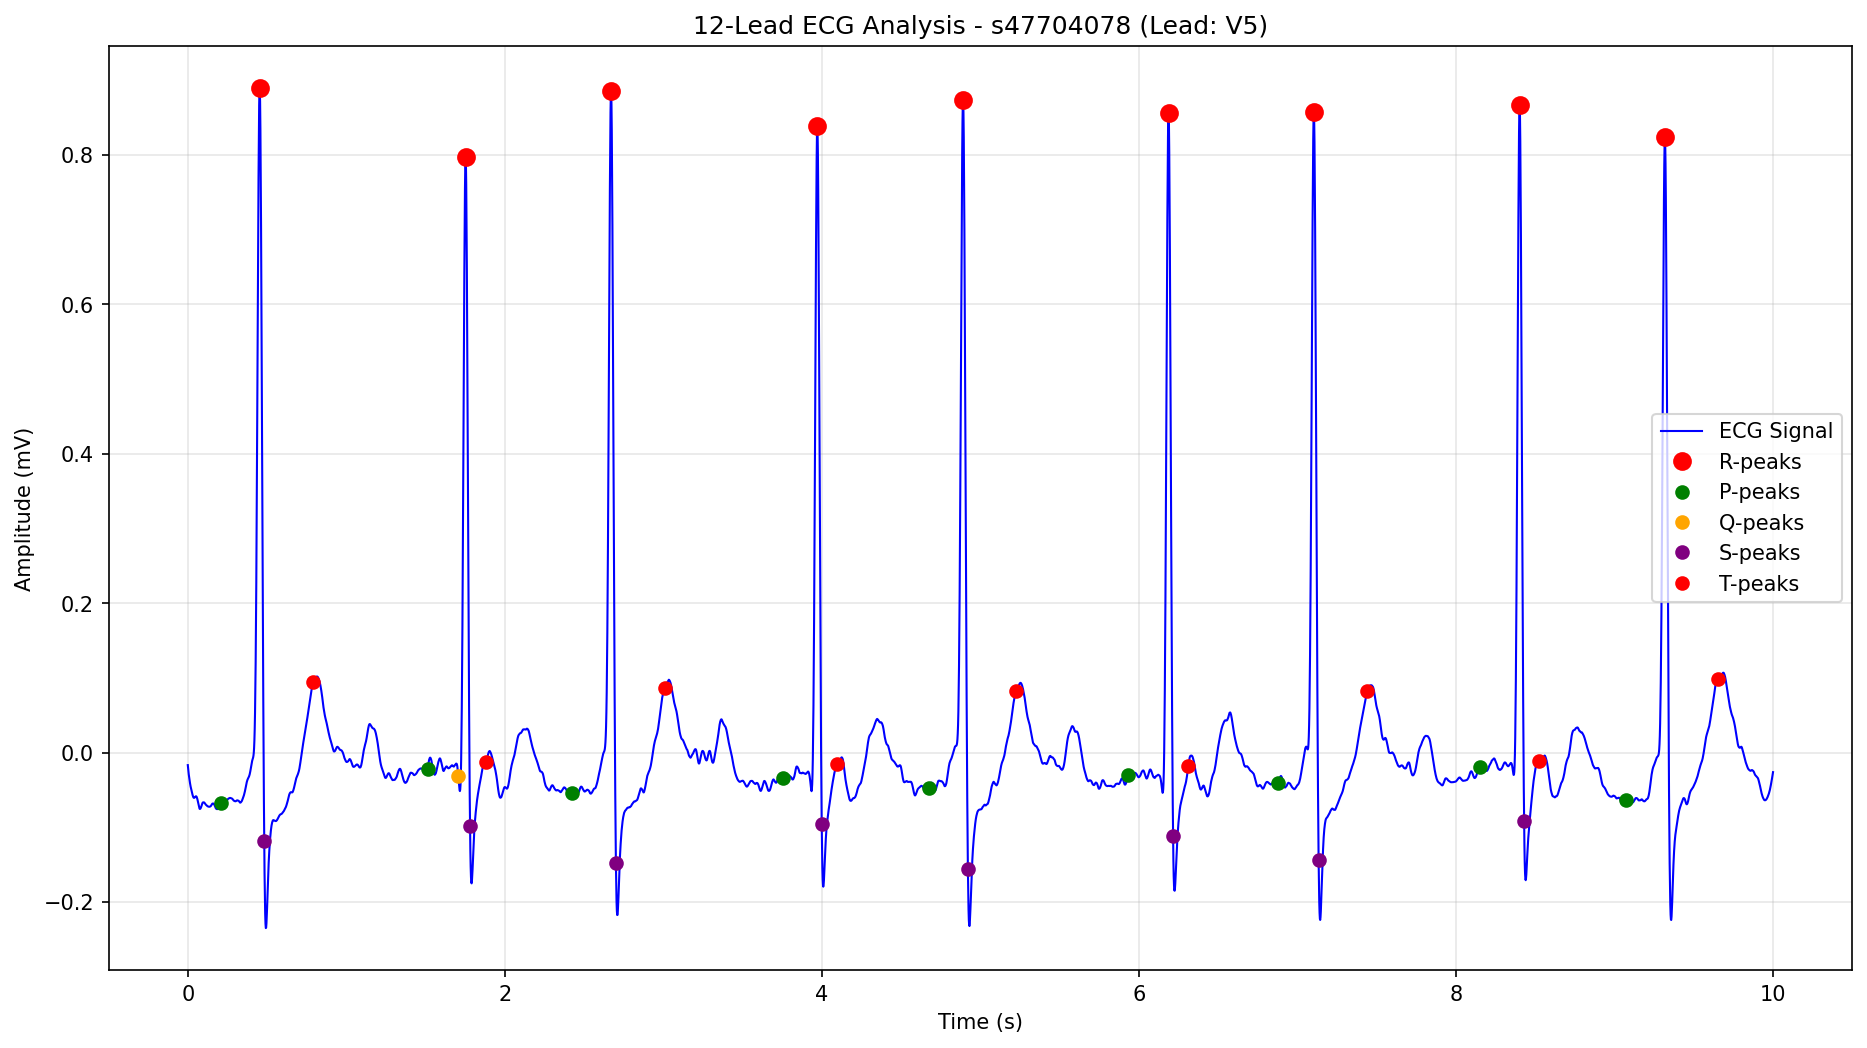 12-Lead ECG Analysis - s47704078 (Lead: V5)
Amplitude (mV)
0.8
0.6
0.4
0.2
0.0
−0.2
ECG Signal
R-peaks
P-peaks
Q-peaks
S-peaks
T-peaks
0 2 4 6 8 10
Time (s)